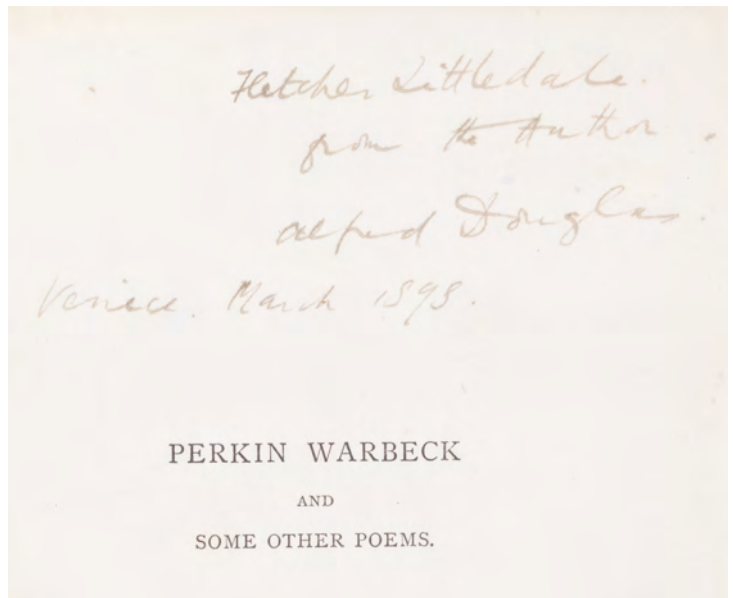 Fletcher Littledale.
from the Author.
Alfred Douglas.
Venice. March 1898.
PERKIN WARBECK
AND
SOME OTHER POEMS.